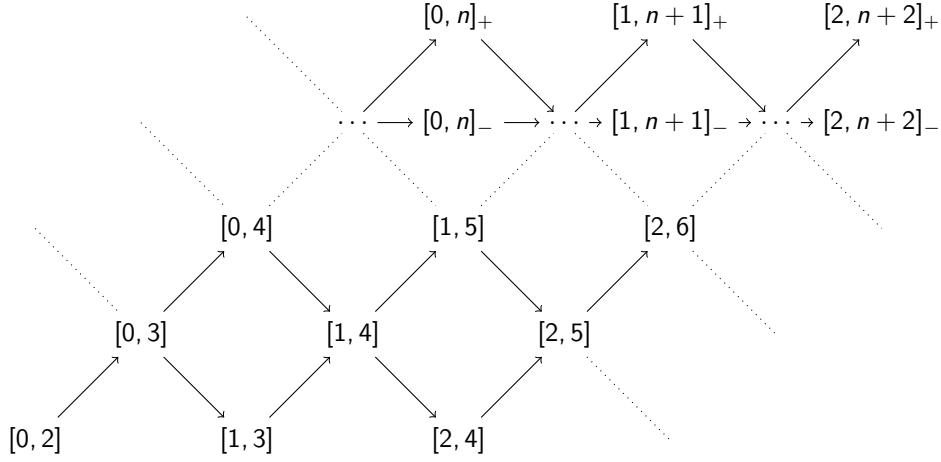 [0, n]₊ [1, n + 1]₊ [2, n + 2]₊
⋯ [0, n]₋ ⋯ [1, n + 1]₋ ⋯ [2, n + 2]₋
[0, 4] [1, 5] [2, 6]
[0, 3] [1, 4] [2, 5]
[0, 2] [1, 3] [2, 4]